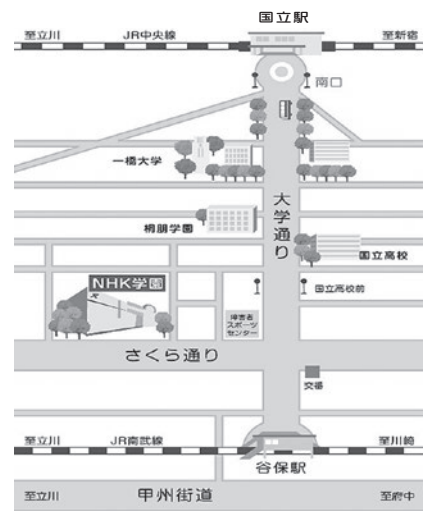 国立駅
至立川 JR中央線 至新宿
南口
一橋大学
大学通り
桐朋学園
国立高校
NHK学園
国立高校前
障害者
スポーツ
センター
さくら通り
交番
至立川 JR南武線 至川崎
谷保駅
至立川 甲州街道 至府中